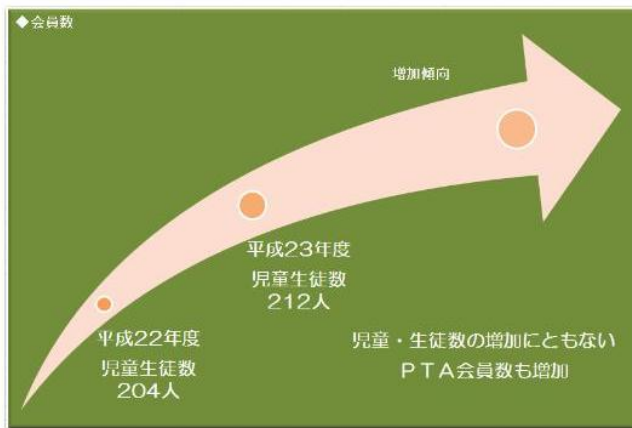 ◆会員数
増加傾向
平成23年度
児童生徒数
212人
平成22年度
児童生徒数
204人
児童・生徒数の増加にともない
ＰＴＡ会員数も増加